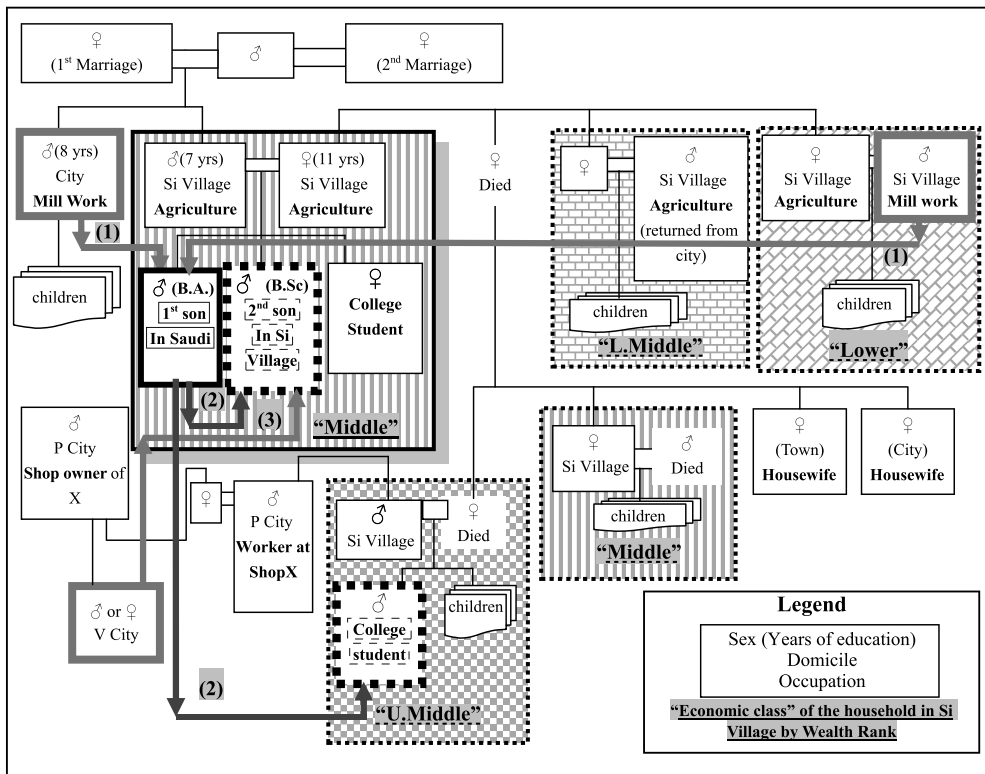 ♀
(1st Marriage)
♂
♀
(2nd Marriage)
♂(8 yrs)
City
Mill Work
♂(7 yrs)
Si Village
Agriculture
♀(11 yrs)
Si Village
Agriculture
♀
Died
♀
♂
Si Village
Agriculture
(returned from
city)
♀
Si Village
Agriculture
♂
Si Village
Mill work
(1)
(1)
children
♂ (B.A.)
1st son
In Saudi
♂ (B.Sc)
2nd son
In Si
Village
♀
College
Student
children
"L.Middle"
children
"Lower"
(2)
(3)
"Middle"
♂
P City
Shop owner of
X
♀
♂
P City
Worker at
ShopX
♂
Si Village
♀
Died
♀
Si Village
♂
Died
children
"Middle"
♀
(Town)
Housewife
♀
(City)
Housewife
♂ or ♀
V City
♂
College
student
children
(2)
"U.Middle"
Legend
Sex (Years of education)
Domicile
Occupation
"Economic class" of the household in Si
Village by Wealth Rank